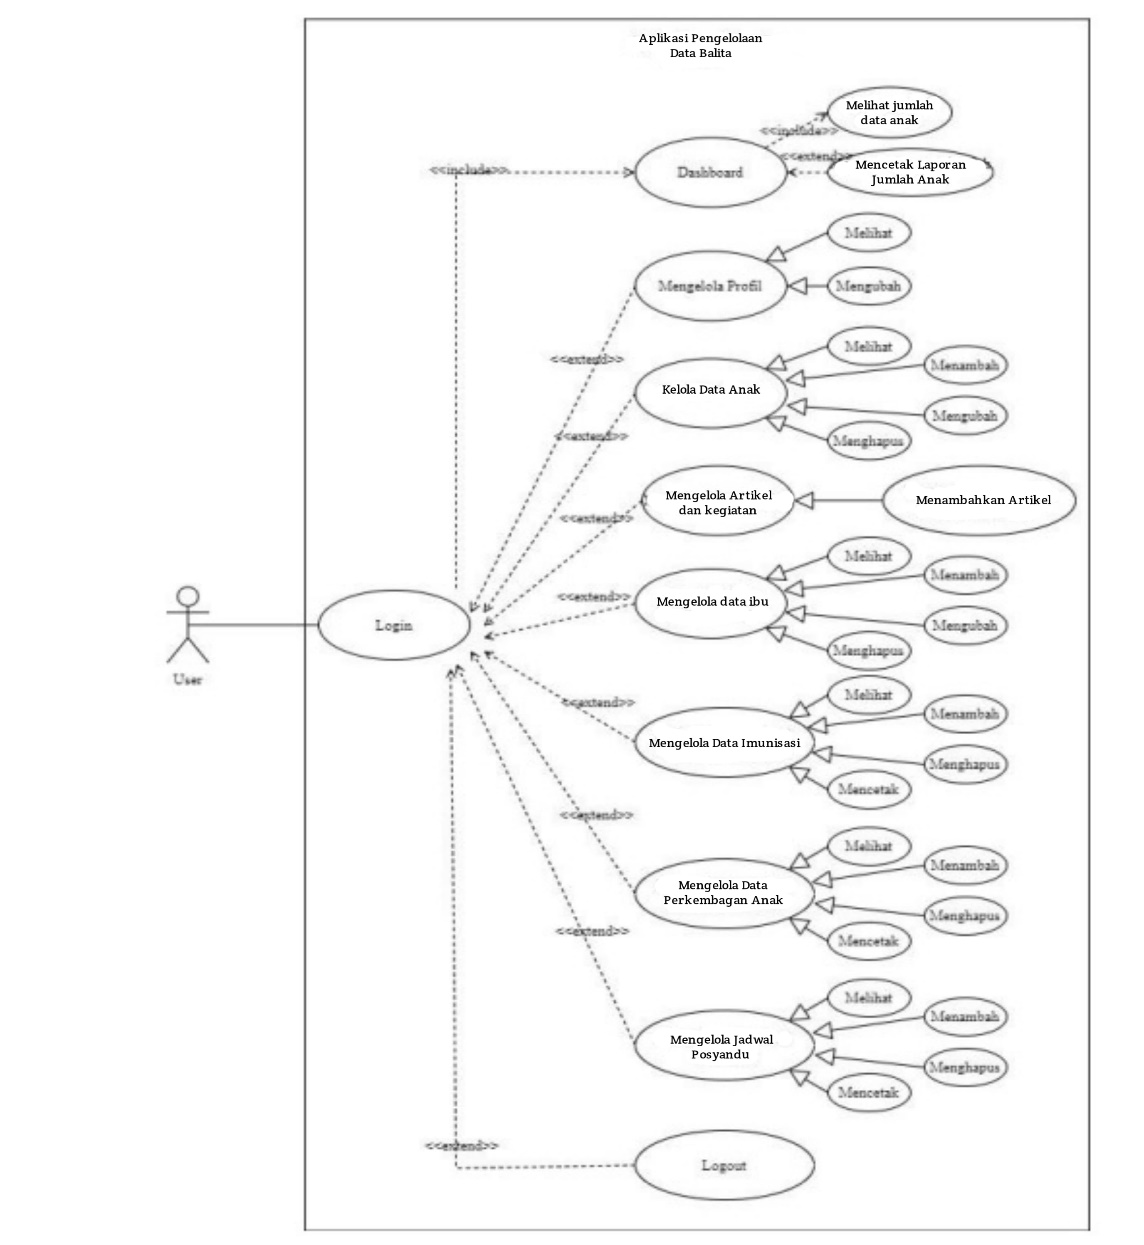 Aplikasi Pengelolaan
Data Balita
Melihat jumlah
data anak
<<include>>
<<extend>>
Mencetak Laporan
Jumlah Anak
<<include>>
Dashboard
Melihat
Mengelola Profil
Mengubah
<<extend>>
Melihat
Menambah
Kelola Data Anak
Mengubah
<<extend>>
Menghapus
Mengelola Artikel
dan kegiatan
Menambahkan Artikel
<<extend>>
Melihat
Menambah
<<extend>>
Mengelola data ibu
Mengubah
Login
Menghapus
User
Melihat
<<extend>>
Menambah
Mengelola Data Imunisasi
Menghapus
Mencetak
<<extend>>
Melihat
Menambah
Mengelola Data
Perkembagan Anak
Menghapus
<<extend>>
Mencetak
Melihat
Menambah
Mengelola Jadwal
Posyandu
Menghapus
Mencetak
<<extend>>
Logout